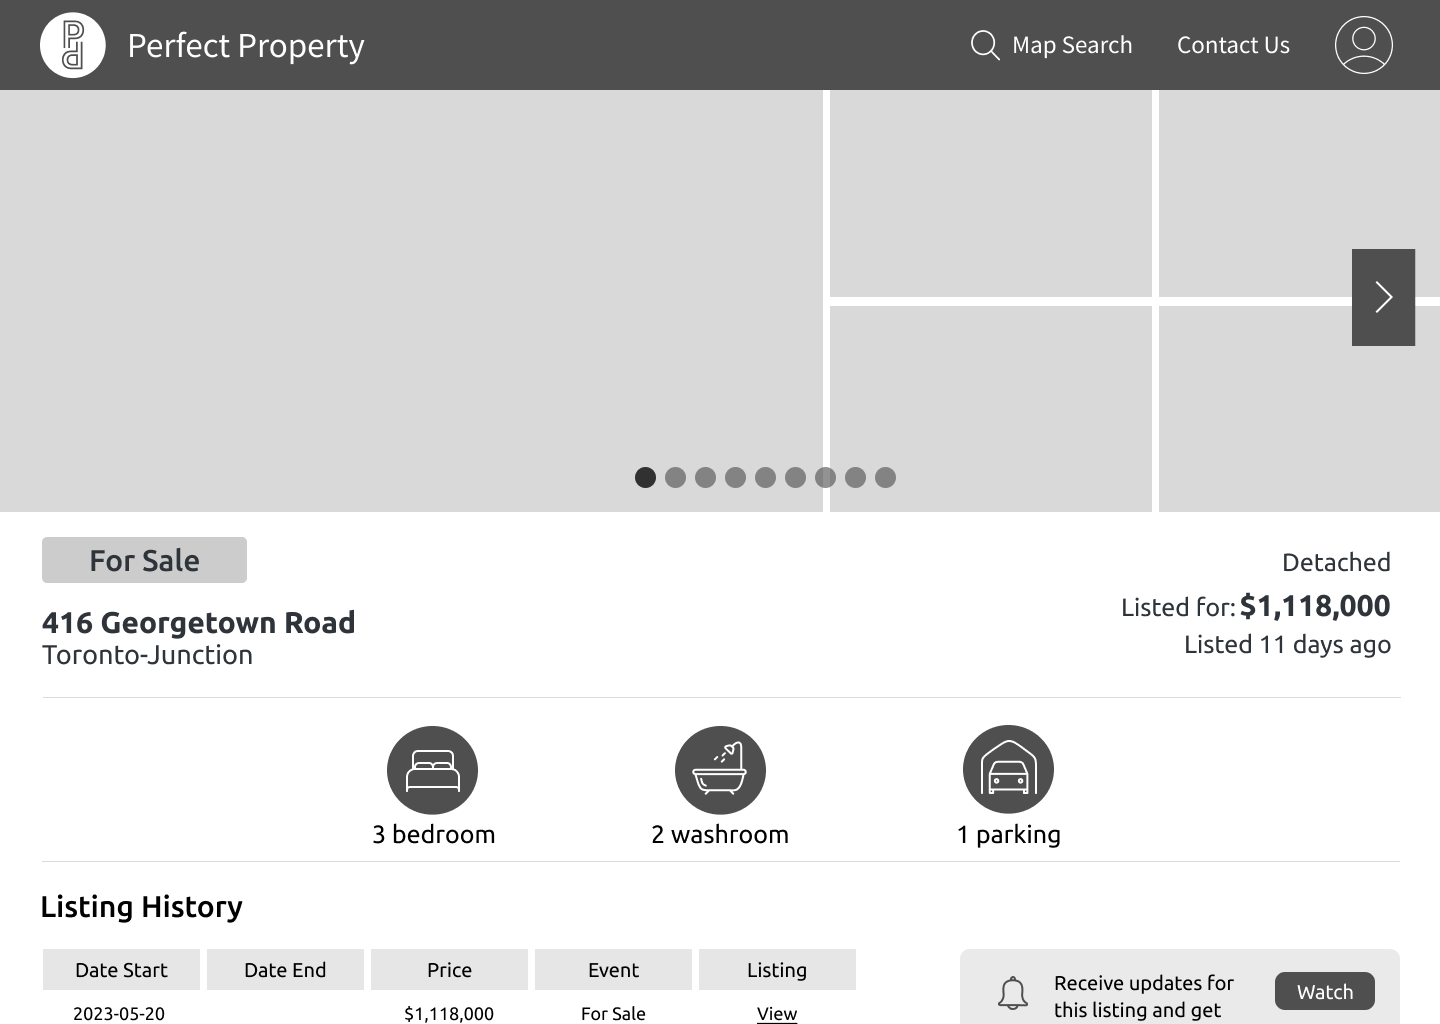 Pd Perfect Property
Map Search
Contact Us
For Sale
416 Georgetown Road
Toronto-Junction
Detached
Listed for: $1,118,000
Listed 11 days ago
3 bedroom
2 washroom
1 parking
Listing History
Date Start Date End Price Event Listing
2023-05-20 $1,118,000 For Sale View
Receive updates for
this listing and get
Watch